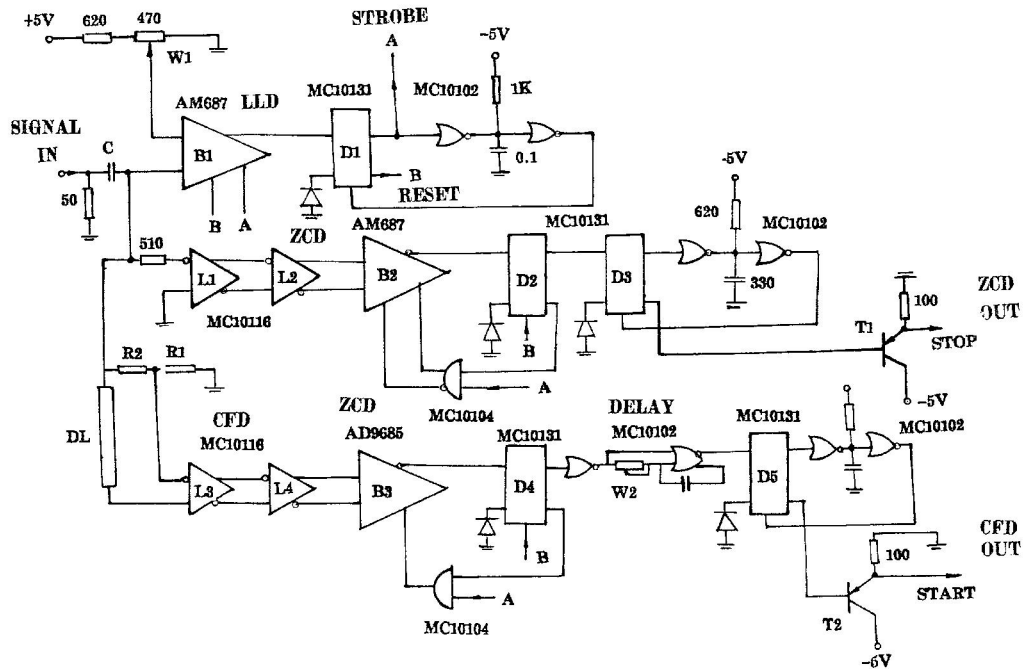 STROBE
+5V 620 470
A
-5V
W1
MC10131 MC10102 1K
AM687 LLD
SIGNAL
IN
C
B1
D1
0.1
B
RESET
50
B A
-5V
510
ZCD
AM687
MC10131
620
MC10102
L1 L2 B2 D2 D3
330
MC10116
100
ZCD
OUT
T1
STOP
B
R2 R1
A
MC10104
-5V
DL
CFD
ZCD
DELAY
MC10116
AD9685
MC10131
MC10102
MC10131
MC10102
L3 L4 B3 D4
W2
D5
B
CFD
OUT
100
A
START
MC10104
T2
-5V